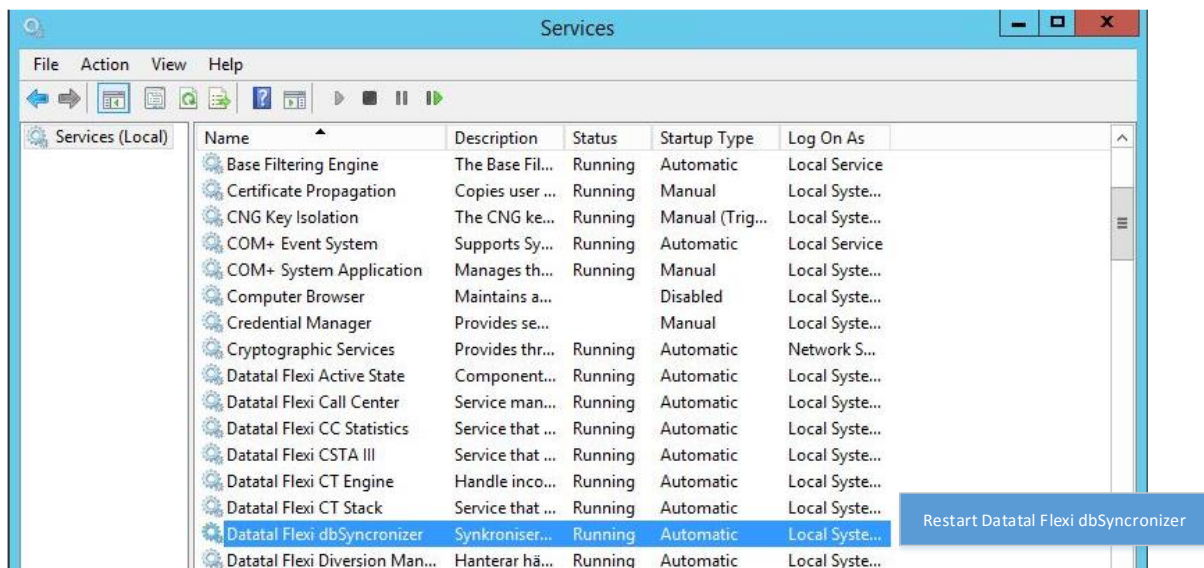 Services
File Action View Help
Services (Local)
Name Description Status Startup Type Log On As
Base Filtering Engine The Base Fil... Running Automatic Local Service
Certificate Propagation Copies user ... Running Manual Local Syste...
CNG Key Isolation The CNG ke... Running Manual (Trig... Local Syste...
COM+ Event System Supports Sy... Running Automatic Local Service
COM+ System Application Manages th... Running Manual Local Syste...
Computer Browser Maintains a... Disabled Local Syste...
Credential Manager Provides se... Manual Local Syste...
Cryptographic Services Provides thr... Running Automatic Network S...
Datatal Flexi Active State Component... Running Automatic Local Syste...
Datatal Flexi Call Center Service man... Running Automatic Local Syste...
Datatal Flexi CC Statistics Service that ... Running Automatic Local Syste...
Datatal Flexi CSTA III Service that ... Running Automatic Local Syste...
Datatal Flexi CT Engine Handle inco... Running Automatic Local Syste...
Datatal Flexi CT Stack Service that ... Running Automatic Local Syste...
Datatal Flexi dbSyncronizer Synkroniser... Running Automatic Local Syste...
Restart Datatal Flexi dbSyncronizer
Datatal Flexi Diversion Man... Hanterar hä... Running Automatic Local Syste...